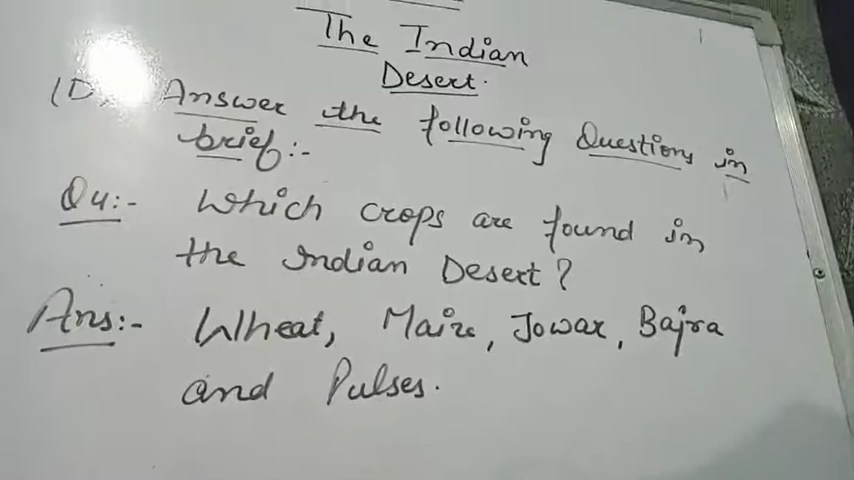 The Indian
Desert.
(D) Answer the following Questions in
brief:-
Q4:- Which crops are found in
the Indian Desert?
Ans:- Wheat, Maize, Jowar, Bajra
and Pulses.